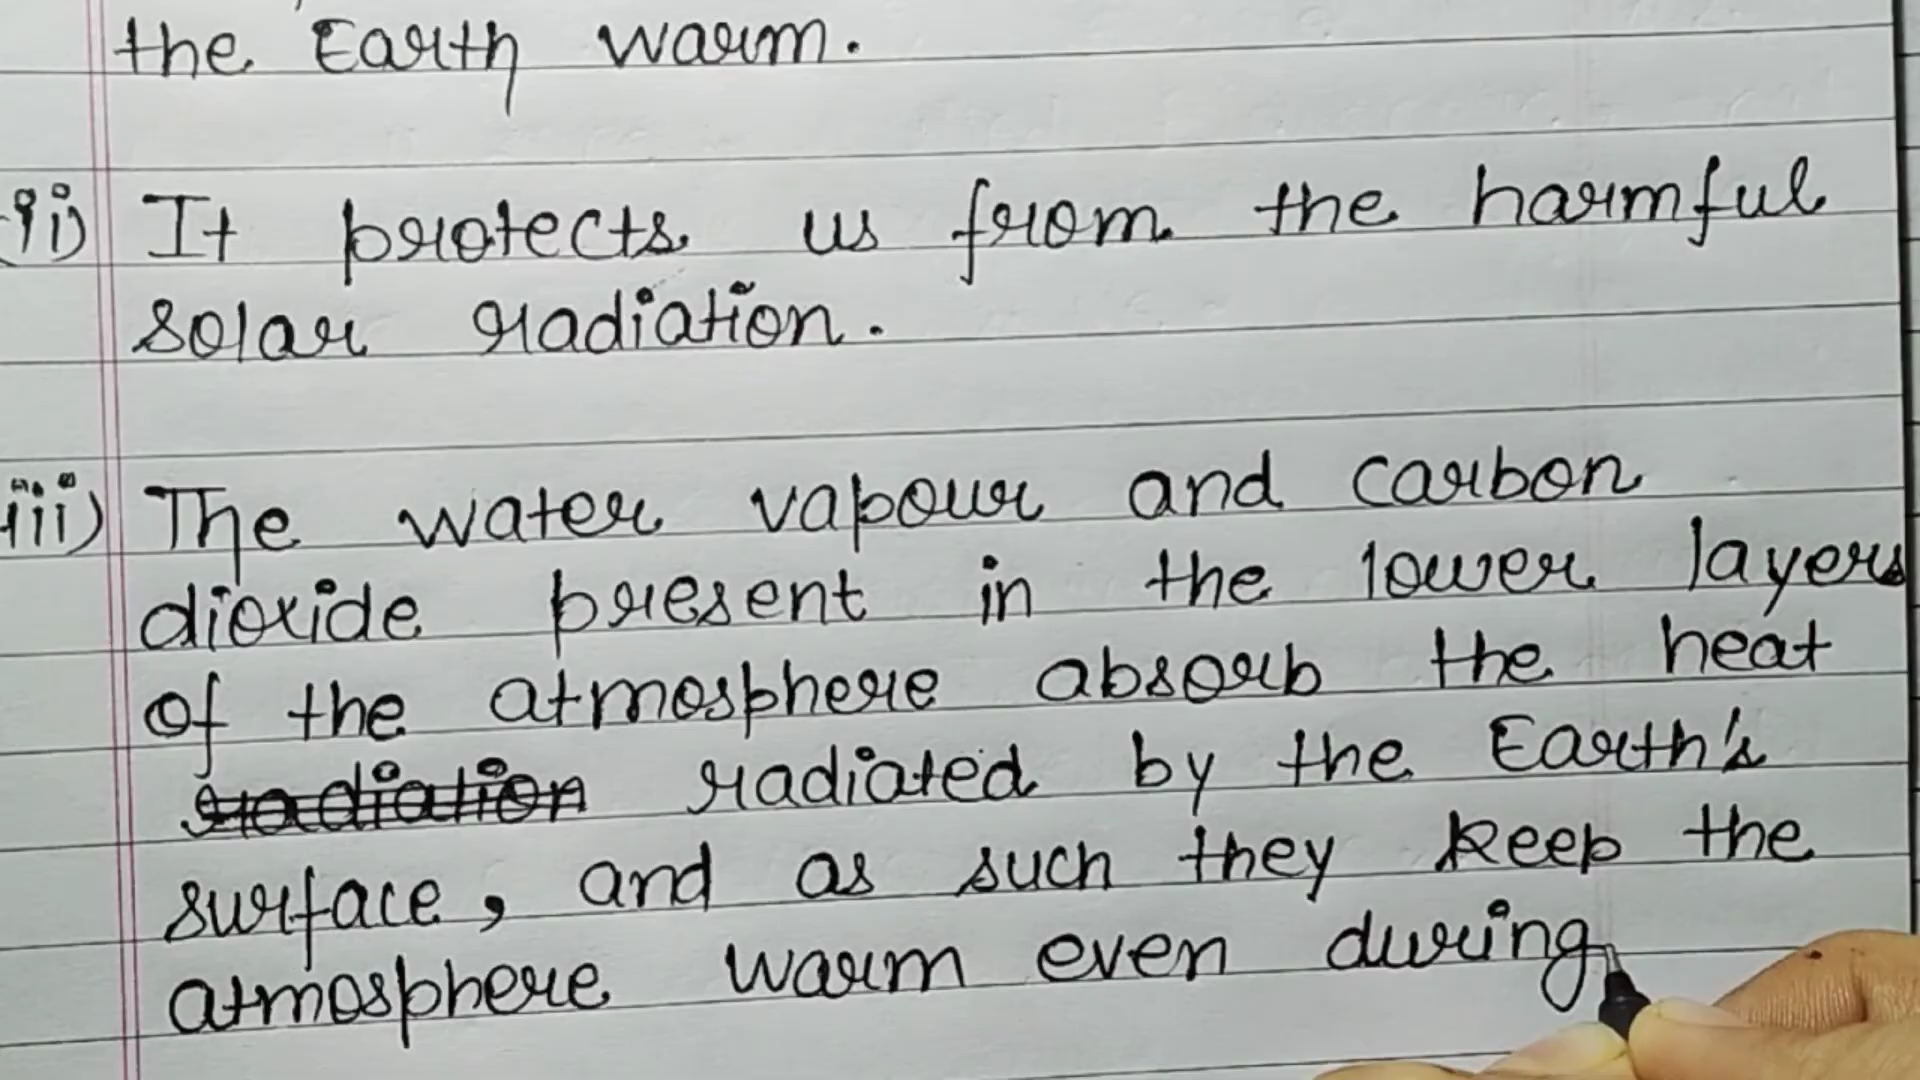 the Earth warm.
ii) It protects us from the harmful
solar radiation.
iii) The water vapour and carbon
dioxide present in the lower layers
of the atmosphere absorb the heat
radiation radiated by the Earth's
surface, and as such they keep the
atmosphere warm even during